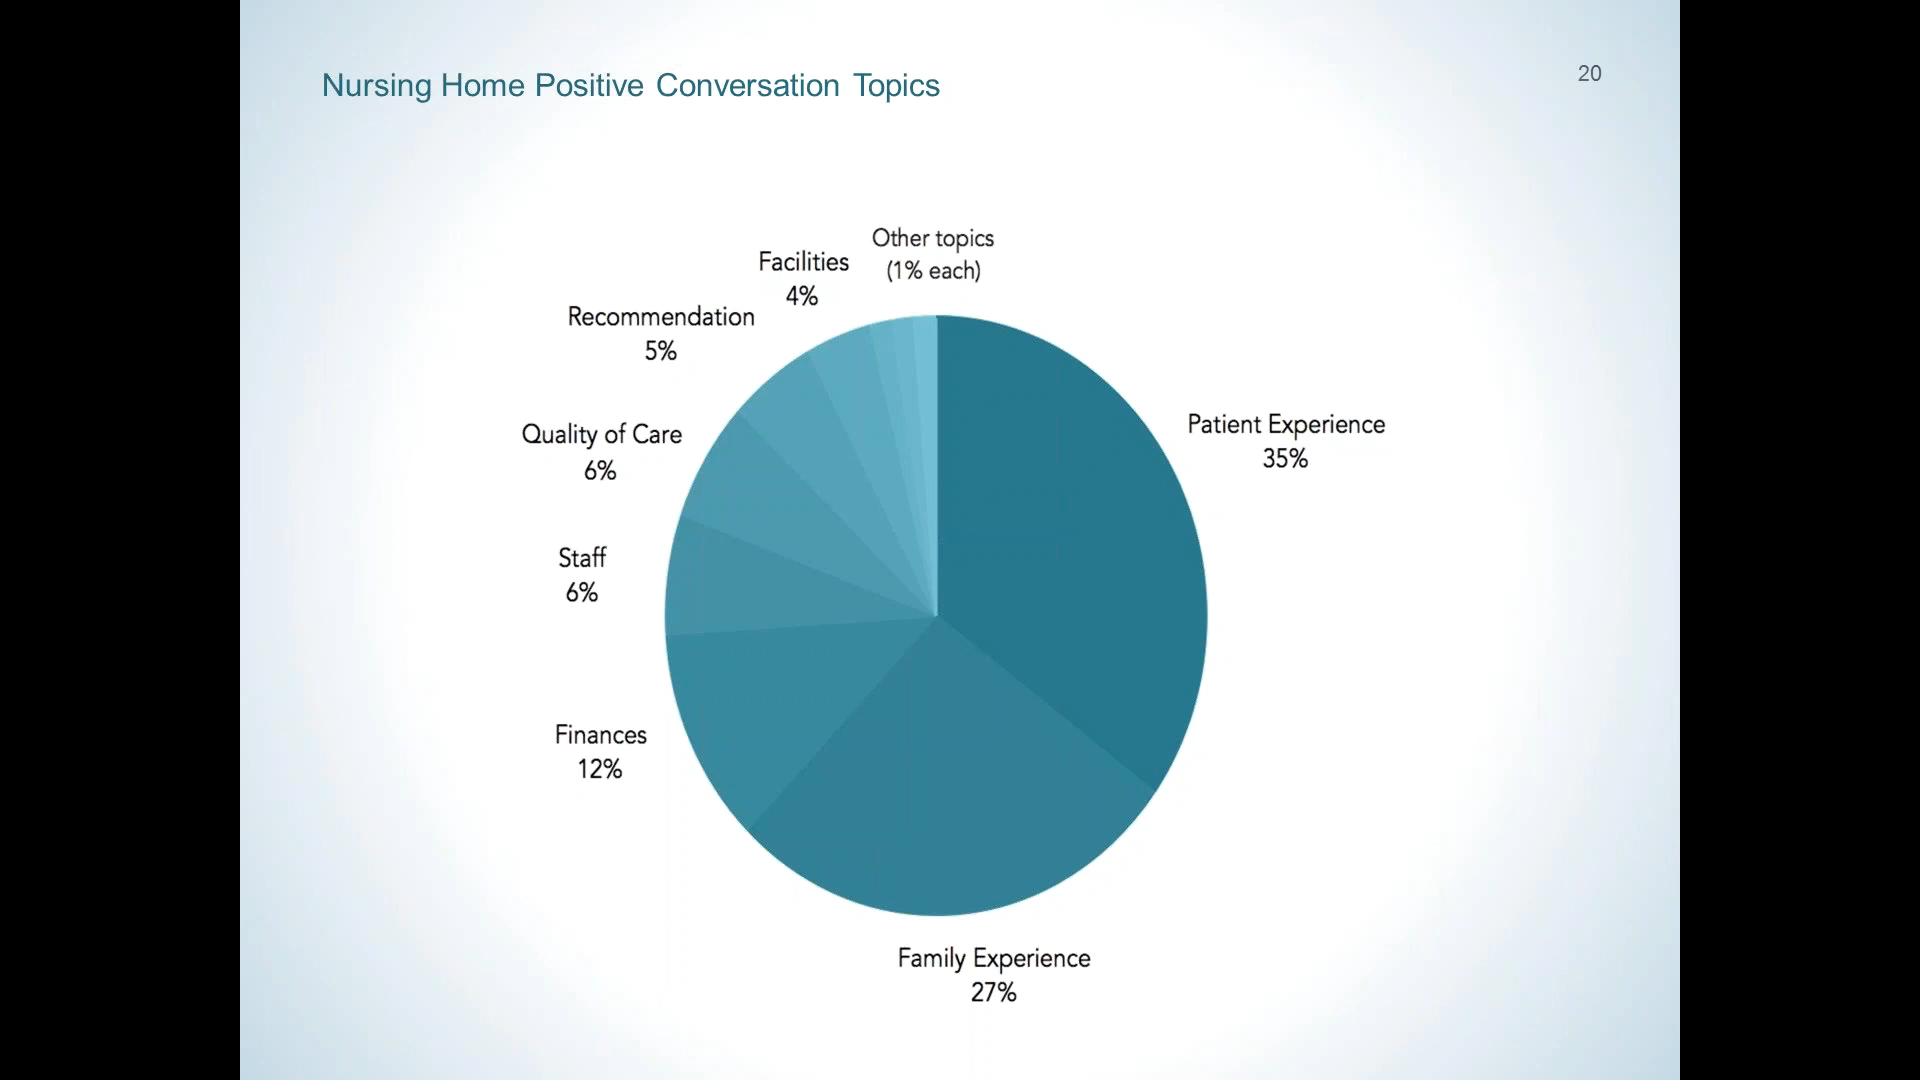 Nursing Home Positive Conversation Topics
20
Other topics
(1% each)
Facilities
4%
Recommendation
5%
Quality of Care
6%
Staff
6%
Finances
12%
Patient Experience
35%
Family Experience
27%